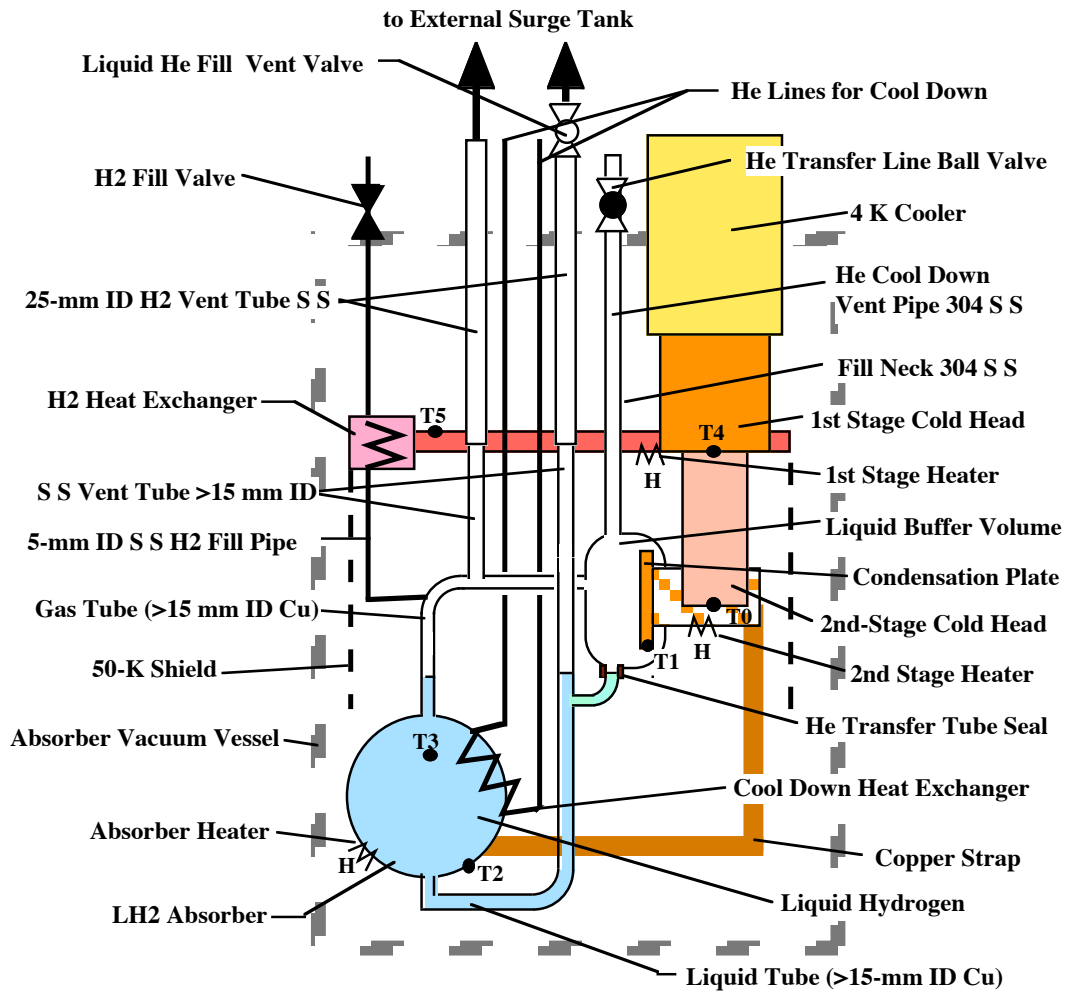 to External Surge Tank
Liquid He Fill Vent Valve
He Lines for Cool Down
He Transfer Line Ball Valve
H2 Fill Valve
4 K Cooler
He Cool Down
Vent Pipe 304 S S
25-mm ID H2 Vent Tube S S
Fill Neck 304 S S
H2 Heat Exchanger
T5
1st Stage Cold Head
T4
H
1st Stage Heater
S S Vent Tube >15 mm ID
Liquid Buffer Volume
5-mm ID S S H2 Fill Pipe
Condensation Plate
Gas Tube (>15 mm ID Cu)
T0
2nd-Stage Cold Head
H
T1
50-K Shield
2nd Stage Heater
He Transfer Tube Seal
Absorber Vacuum Vessel
T3
Cool Down Heat Exchanger
Absorber Heater
H
T2
Copper Strap
LH2 Absorber
Liquid Hydrogen
Liquid Tube (>15-mm ID Cu)